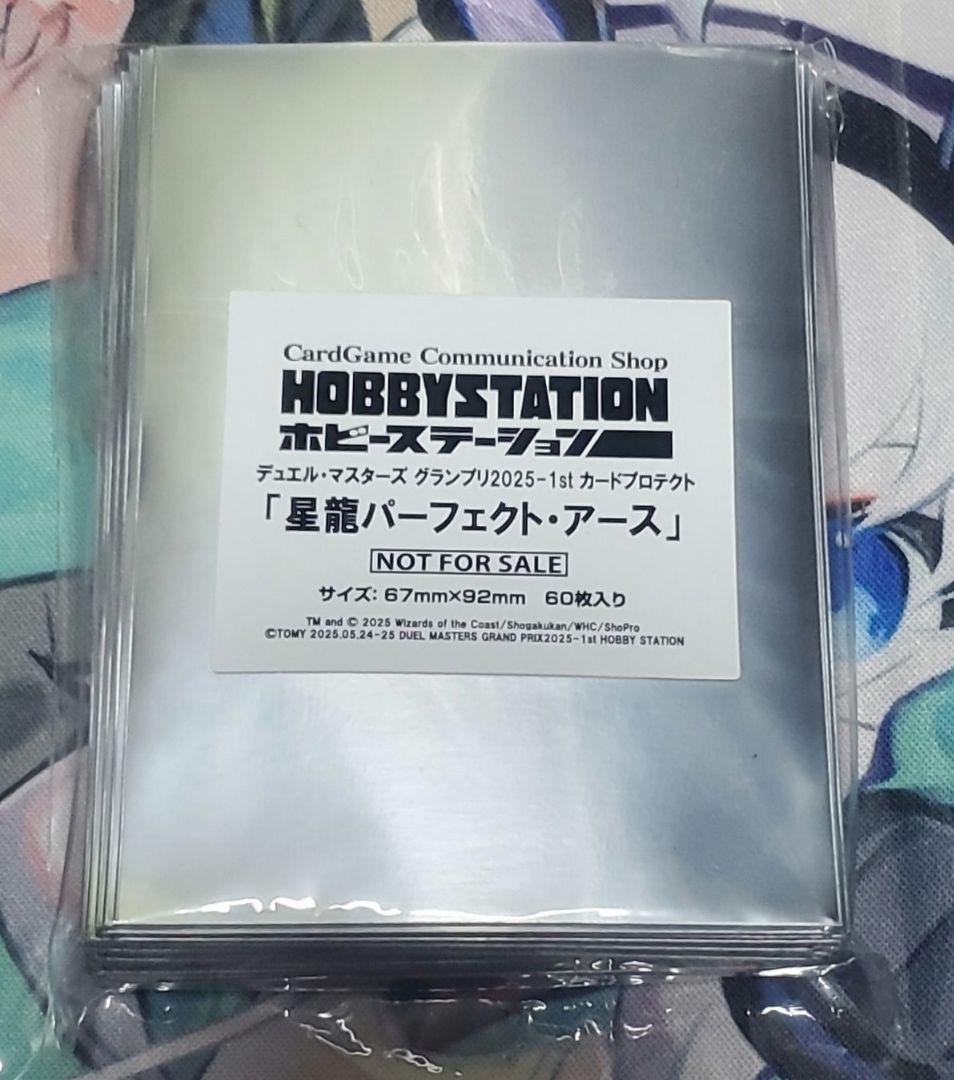 CardGame Communication Shop
HOBBYSTATION
ホビーステーション
デュエル・マスターズ グランプリ2025-1st カードプロテクト
「星龍パーフェクト・アース」
NOT FOR SALE
サイズ: 67mm×92mm 60枚入り
TM and © 2025 Wizards of the Coast/Shogakukan/WHC/ShoPro
©TOMY 2025.05.24-25 DUEL MASTERS GRAND PRIX2025-1st HOBBY STATION